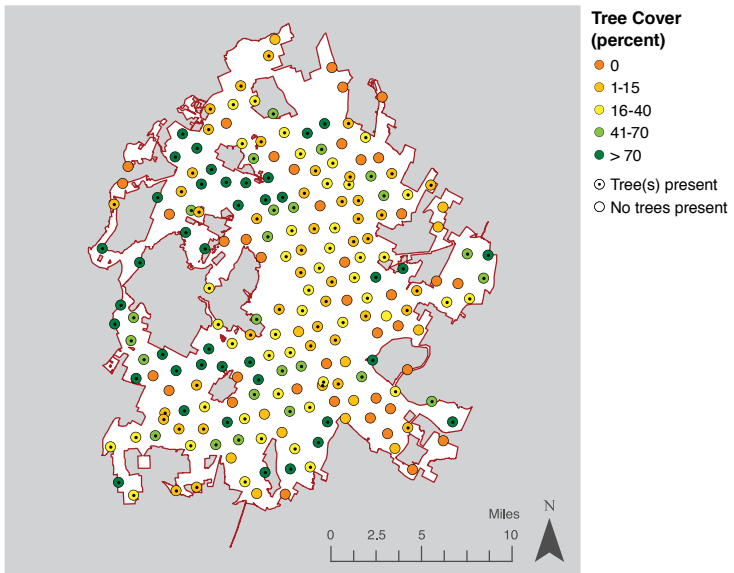 Tree Cover
(percent)
0
1-15
16-40
41-70
> 70
Tree(s) present
No trees present
Miles
N
0 2.5 5 10